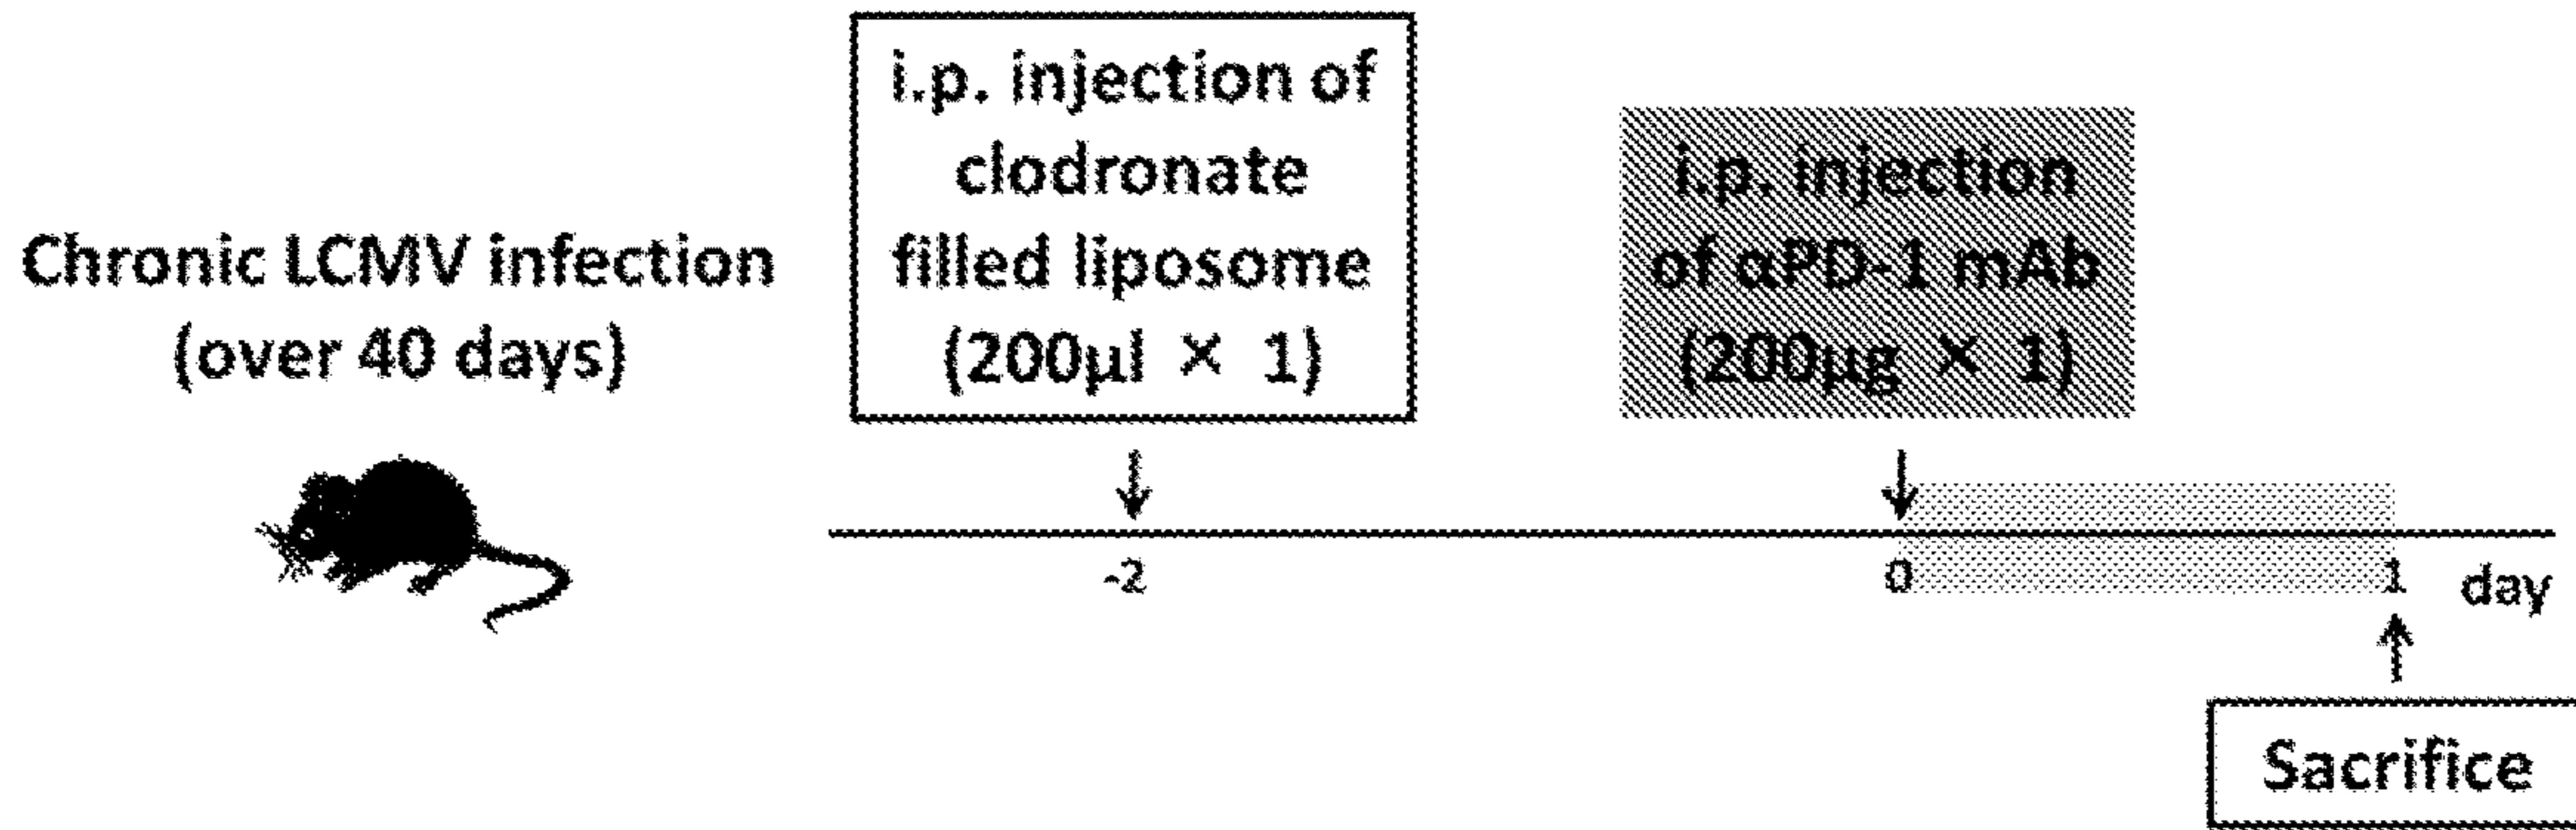 Chronic LCMV infection
(over 40 days)
i.p. injection of
clodronate
filled liposome
(200µl × 1)
i.p. injection
of αPD-1 mAb
(200µg × 1)
-2
0
1
day
Sacrifice